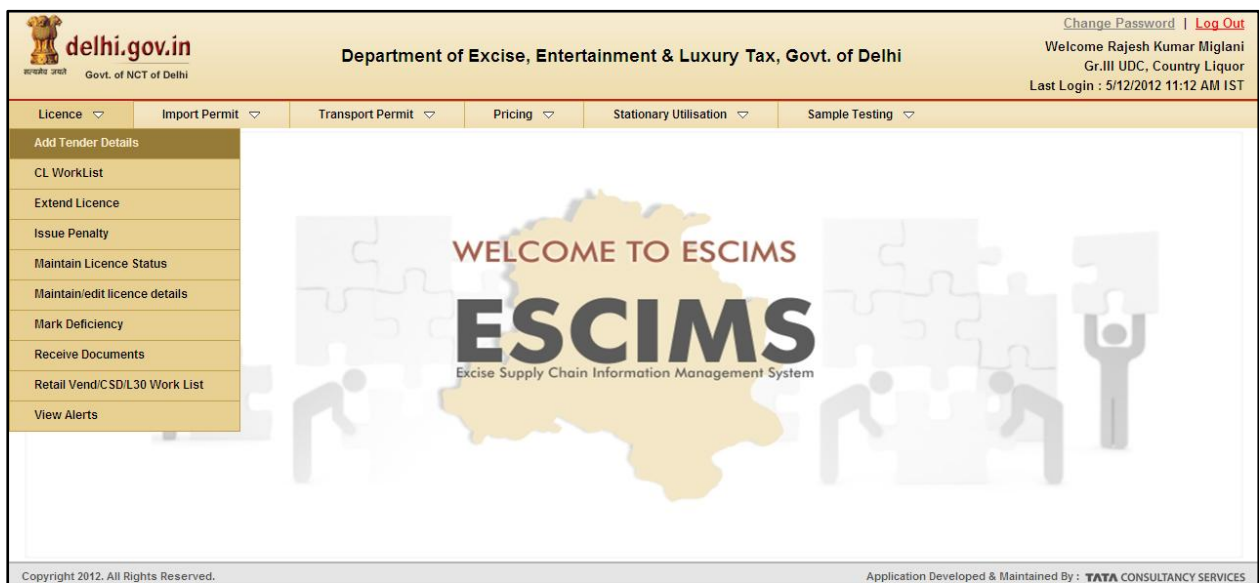 Change Password | Log Out
delhi.gov.in
सत्यमेव जयते
Govt. of NCT of Delhi
Department of Excise, Entertainment & Luxury Tax, Govt. of Delhi
Welcome Rajesh Kumar Miglani
Gr.III UDC, Country Liquor
Last Login : 5/12/2012 11:12 AM IST
Licence Import Permit Transport Permit Pricing Stationary Utilisation Sample Testing
Add Tender Details
CL WorkList
Extend Licence
Issue Penalty
Maintain Licence Status
Maintain/edit licence details
Mark Deficiency
Receive Documents
Retail Vend/CSD/L30 Work List
View Alerts
WELCOME TO ESCIMS
ESCIMS
Excise Supply Chain Information Management System
Copyright 2012. All Rights Reserved.
Application Developed & Maintained By : TATA CONSULTANCY SERVICES